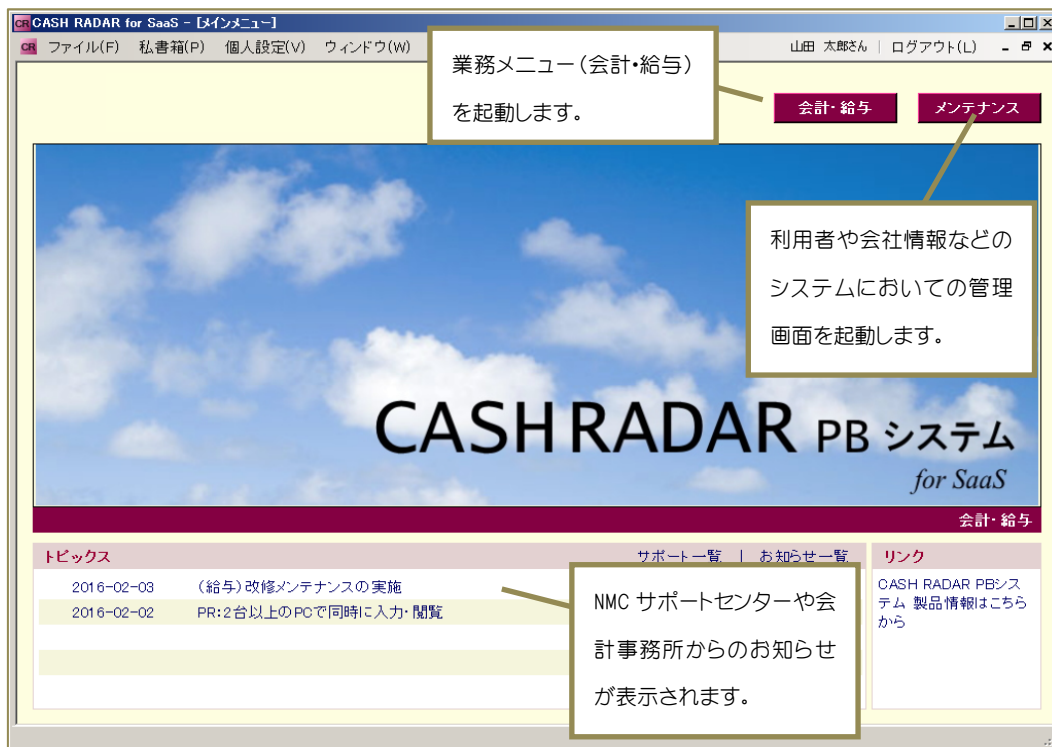 CR CASH RADAR for SaaS - [メインメニュー]
CR ファイル(F) 私書箱(P) 個人設定(V) ウィンドウ(W) 山田 太郎さん | ログアウト(L)
業務メニュー（会計・給与）
を起動します。
会計・給与 メンテナンス
利用者や会社情報などの
システムにおいての管理
画面を起動します。
CASH RADAR PB システム
for SaaS
会計・給与
トピックス サポート一覧 | お知らせ一覧 リンク
2016-02-03 （給与）改修メンテナンスの実施
2016-02-02 PR:2台以上のPCで同時に入力・閲覧
CASH RADAR PBシス
テム 製品情報はこちら
から
NMC サポートセンターや会
計事務所からのお知らせ
が表示されます。